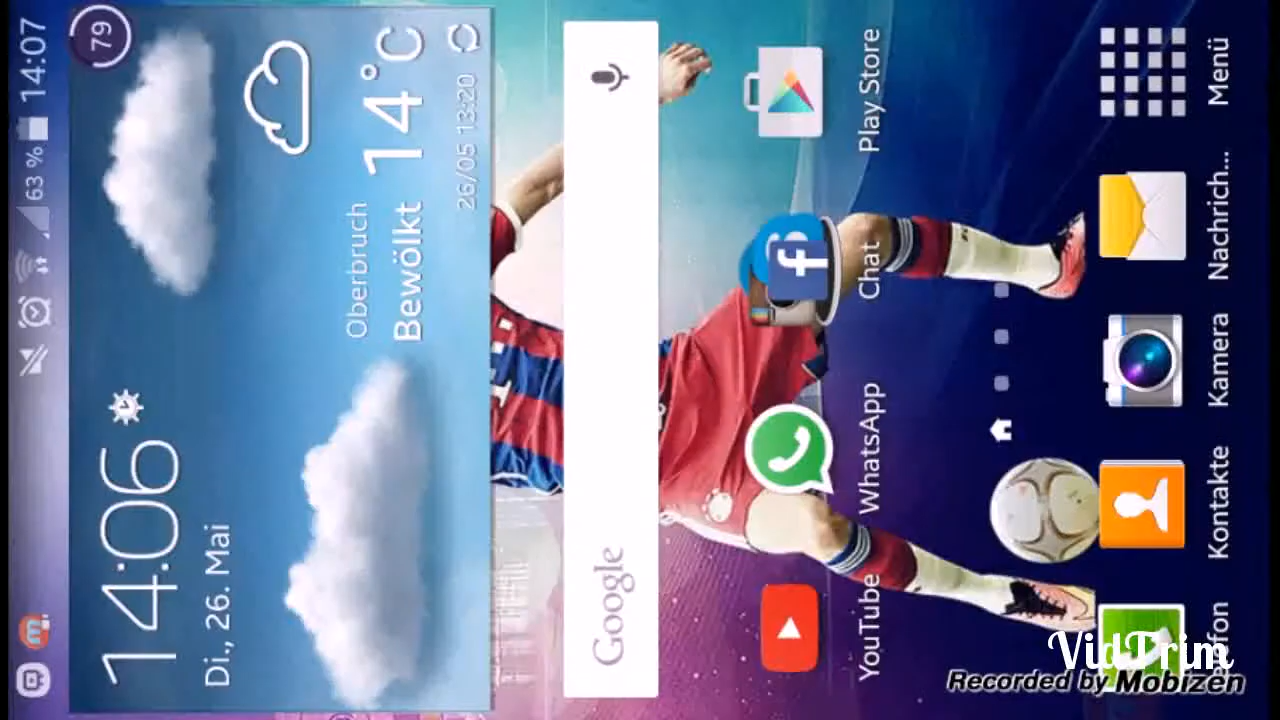 63 % 14:07
79
14:06
Di., 26. Mai
Oberbruch
Bewölkt 14°C
26/05 13:20
Google
YouTube WhatsApp Chat Play Store
fon Kontakte Kamera Nachrich... Menü
VidTrim
Recorded by Mobizen